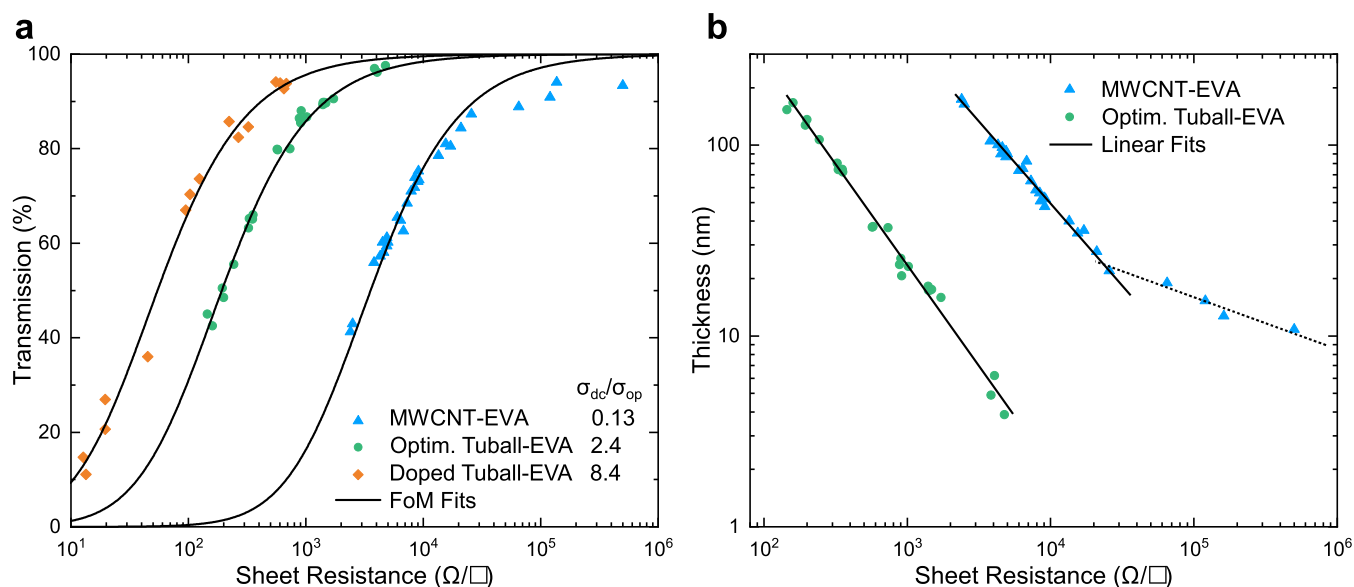 a
100
80
60
40
20
0
Transmission (%)
σdc/σop
MWCNT-EVA 0.13
Optim. Tuball-EVA 2.4
Doped Tuball-EVA 8.4
FoM Fits
10¹ 10² 10³ 10⁴ 10⁵ 10⁶
Sheet Resistance (Ω/□)
b
MWCNT-EVA
Optim. Tuball-EVA
Linear Fits
100
10
1
Thickness (nm)
10² 10³ 10⁴ 10⁵ 10⁶
Sheet Resistance (Ω/□)